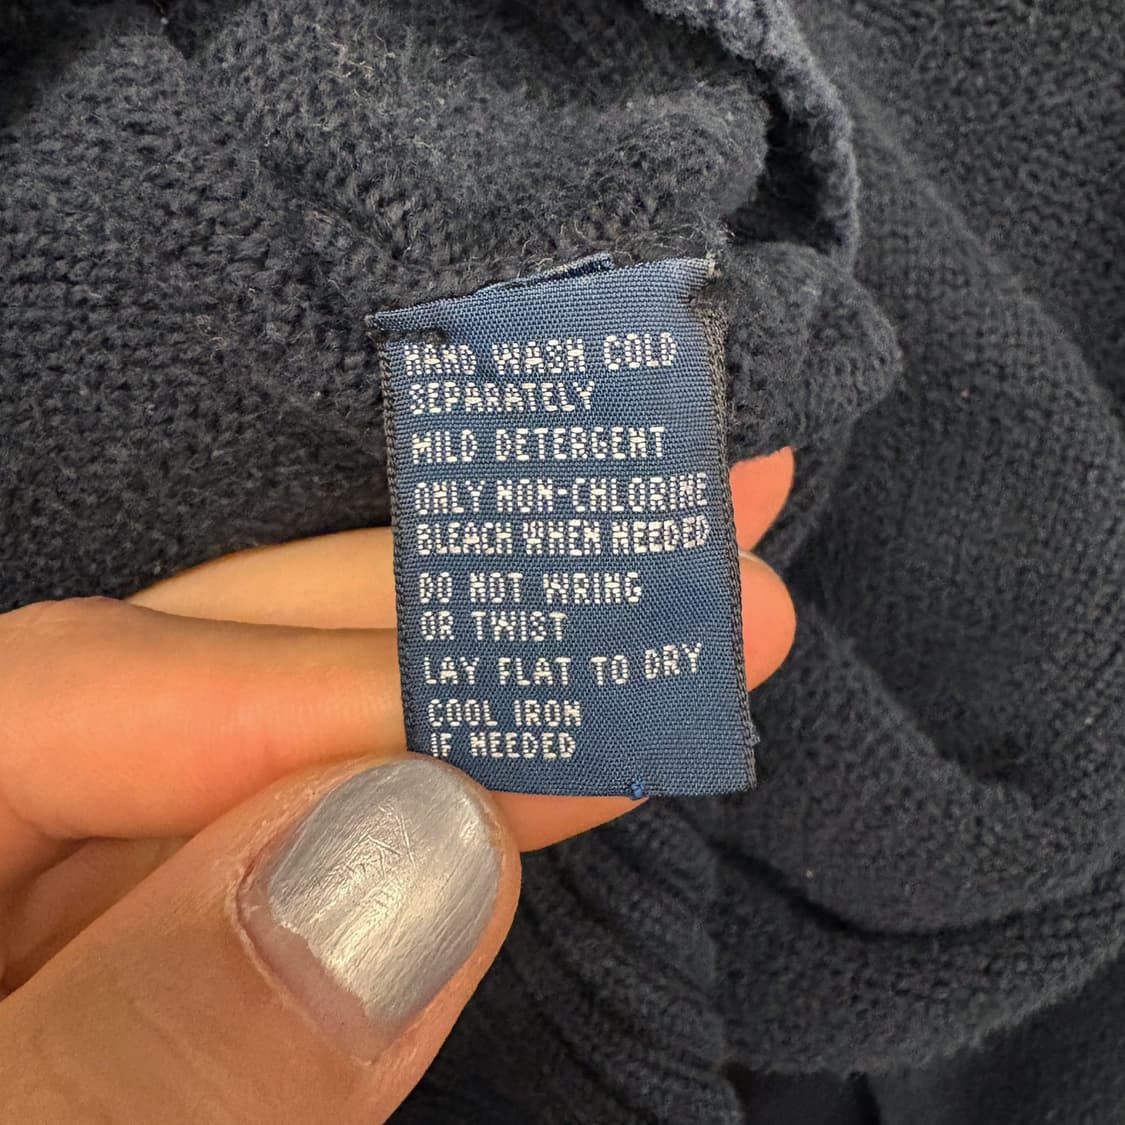 HAND WASH COLD
SEPARATELY
MILD DETERGENT
ONLY NON-CHLORINE
BLEACH WHEN NEEDED
DO NOT WRING
OR TWIST
LAY FLAT TO DRY
COOL IRON
IF NEEDED